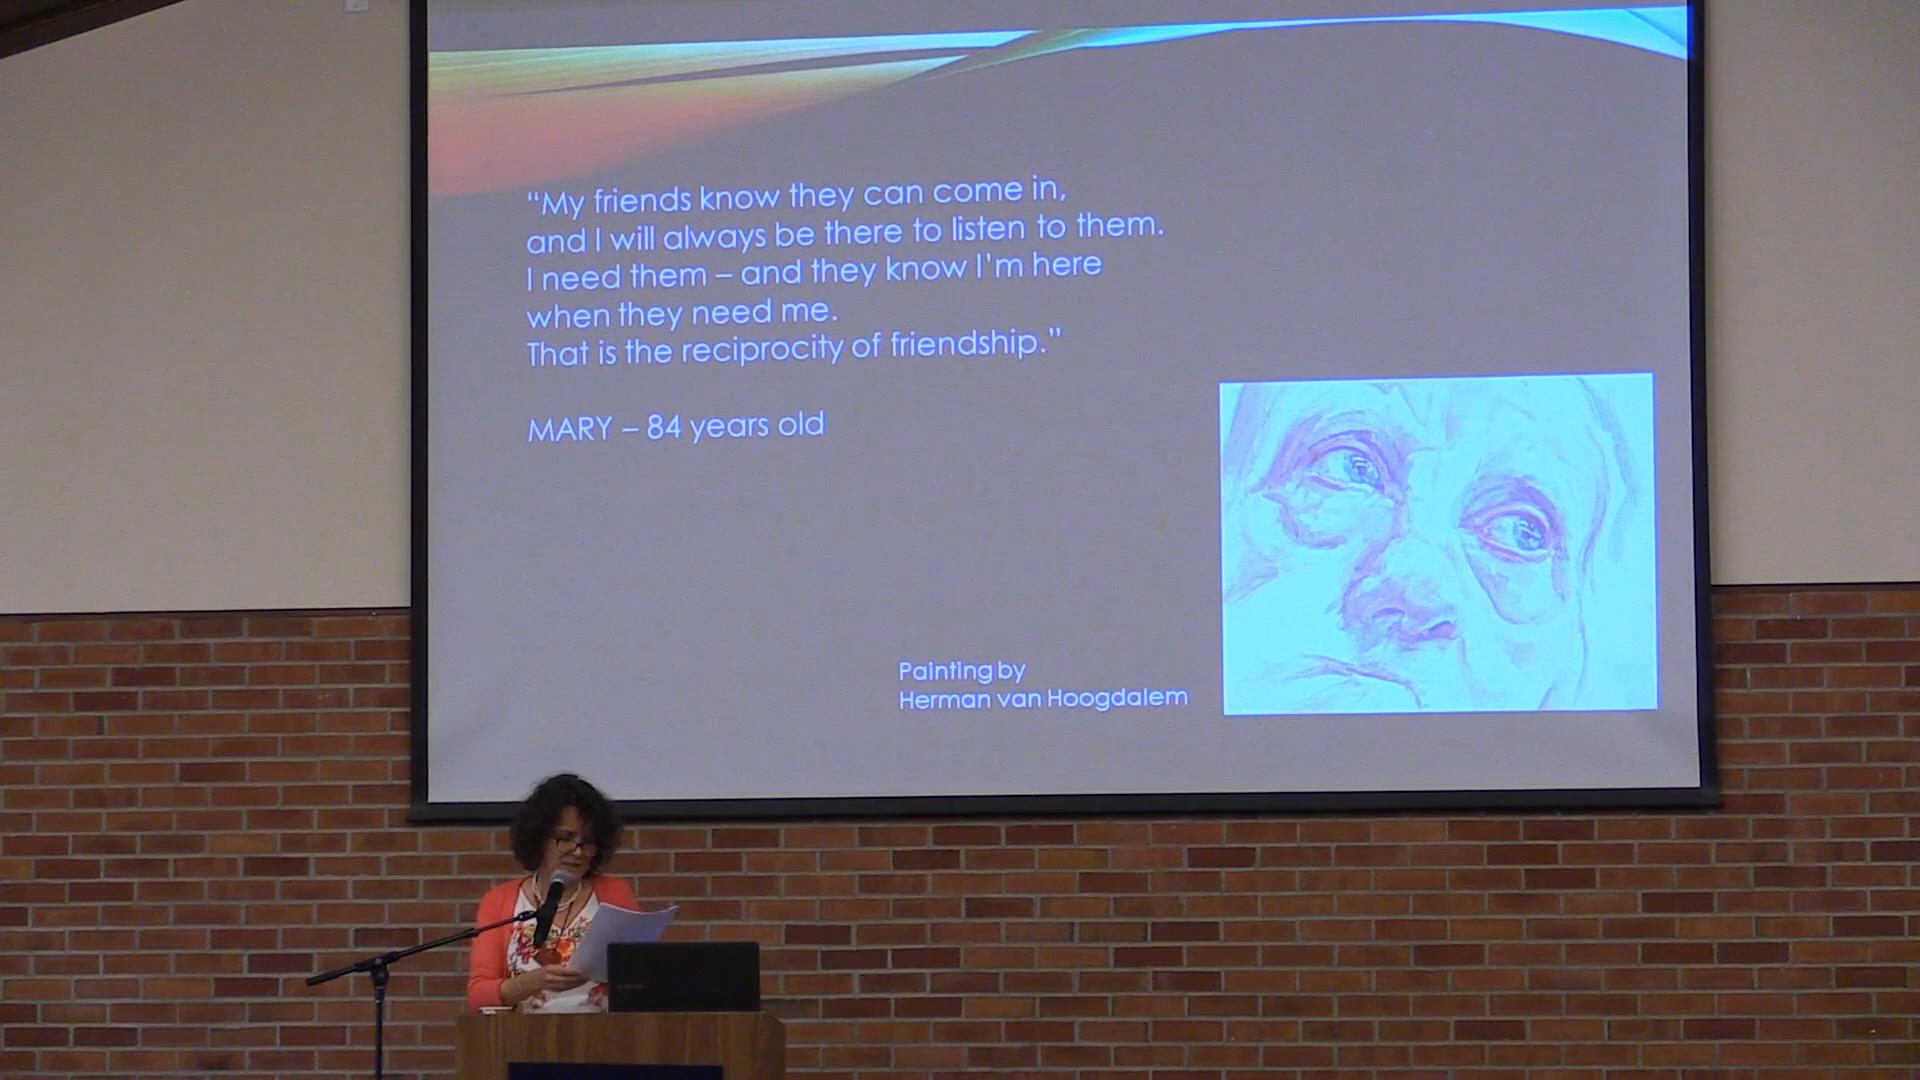 “My friends know they can come in,
and I will always be there to listen to them.
I need them – and they know I’m here
when they need me.
That is the reciprocity of friendship.”
MARY – 84 years old
Painting by
Herman van Hoogdalem